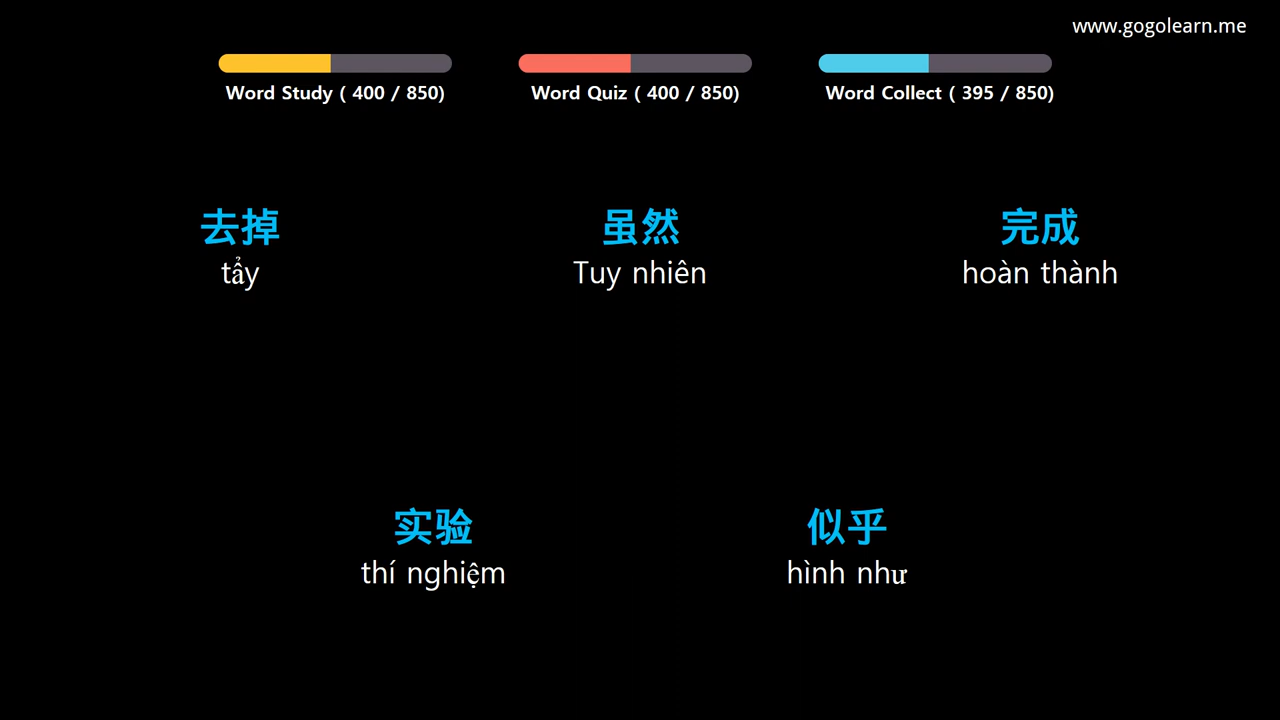 www.gogolearn.me
Word Study ( 400 / 850)
Word Quiz ( 400 / 850)
Word Collect ( 395 / 850)
去掉
tẩy
虽然
Tuy nhiên
完成
hoàn thành
实验
thí nghiệm
似乎
hình như